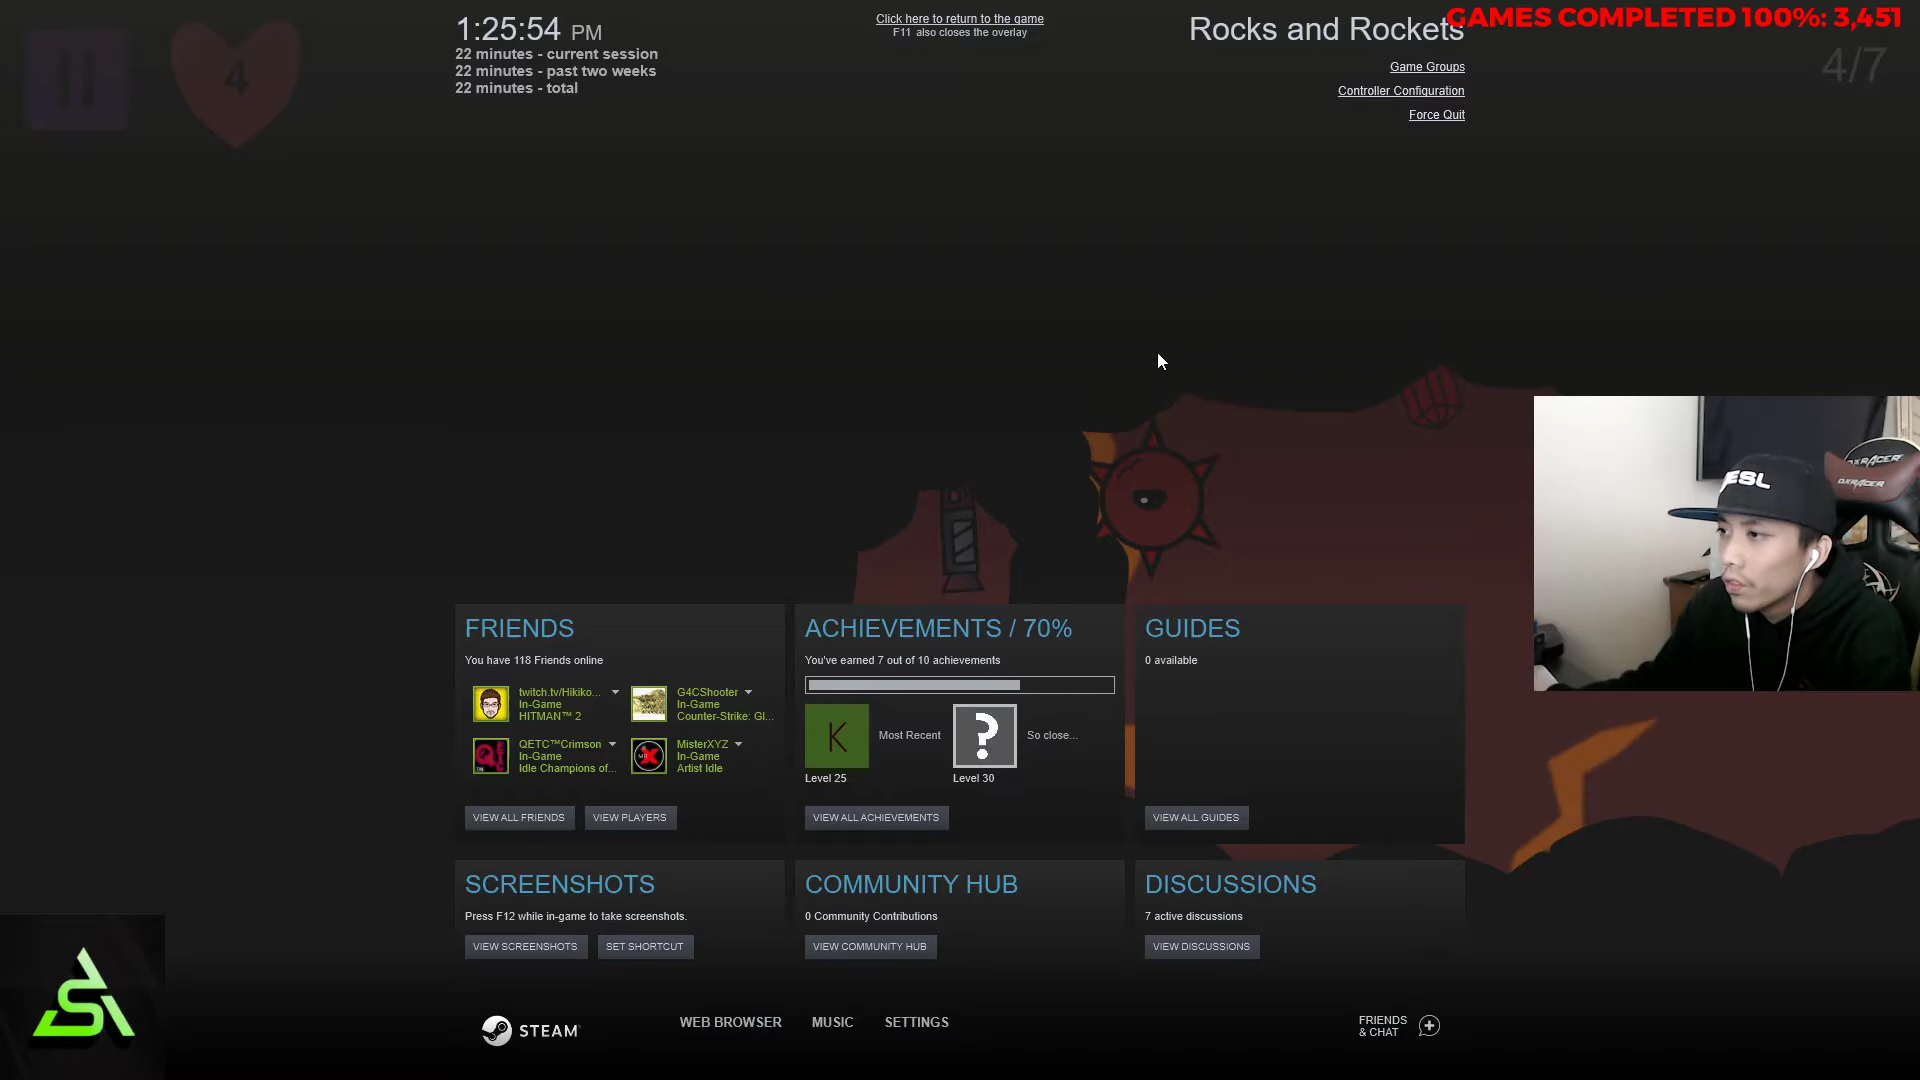 1:25:54 PM
22 minutes - current session
22 minutes - past two weeks
22 minutes - total
Click here to return to the game
F11 also closes the overlay
Rocks and Rockets
Game Groups
Controller Configuration
Force Quit
GAMES COMPLETED 100%: 3,451
4/7
4
ESL
DXRACER
DXRACER
FRIENDS
You have 118 Friends online
twitch.tv/Hikiko...
In-Game
HITMAN™ 2
G4CShooter
In-Game
Counter-Strike: Gl...
QETC™Crimson
In-Game
Idle Champions of...
MisterXYZ
In-Game
Artist Idle
VIEW ALL FRIENDS
VIEW PLAYERS
ACHIEVEMENTS / 70%
You've earned 7 out of 10 achievements
K
Most Recent
?
So close...
Level 25
Level 30
VIEW ALL ACHIEVEMENTS
GUIDES
0 available
VIEW ALL GUIDES
SCREENSHOTS
Press F12 while in-game to take screenshots.
VIEW SCREENSHOTS
SET SHORTCUT
COMMUNITY HUB
0 Community Contributions
VIEW COMMUNITY HUB
DISCUSSIONS
7 active discussions
VIEW DISCUSSIONS
STEAM
WEB BROWSER
MUSIC
SETTINGS
FRIENDS
& CHAT